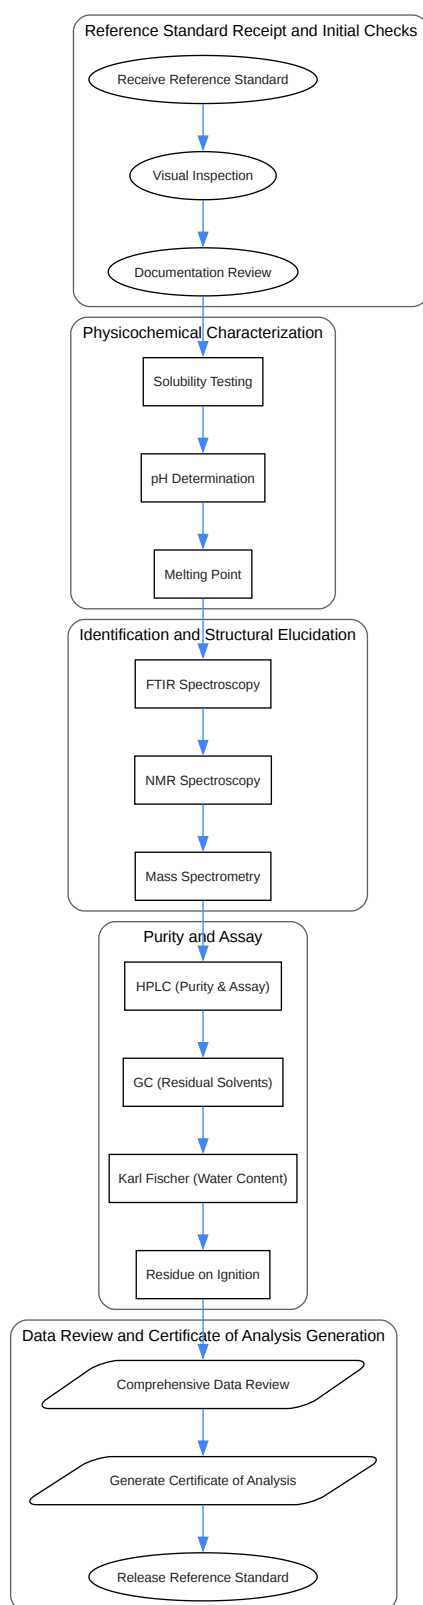 Reference Standard Receipt and Initial Checks
Receive Reference Standard
Visual Inspection
Documentation Review
Physicochemical Characterization
Solubility Testing
pH Determination
Melting Point
Identification and Structural Elucidation
FTIR Spectroscopy
NMR Spectroscopy
Mass Spectrometry
Purity and Assay
HPLC (Purity & Assay)
GC (Residual Solvents)
Karl Fischer (Water Content)
Residue on Ignition
Data Review and Certificate of Analysis Generation
Comprehensive Data Review
Generate Certificate of Analysis
Release Reference Standard